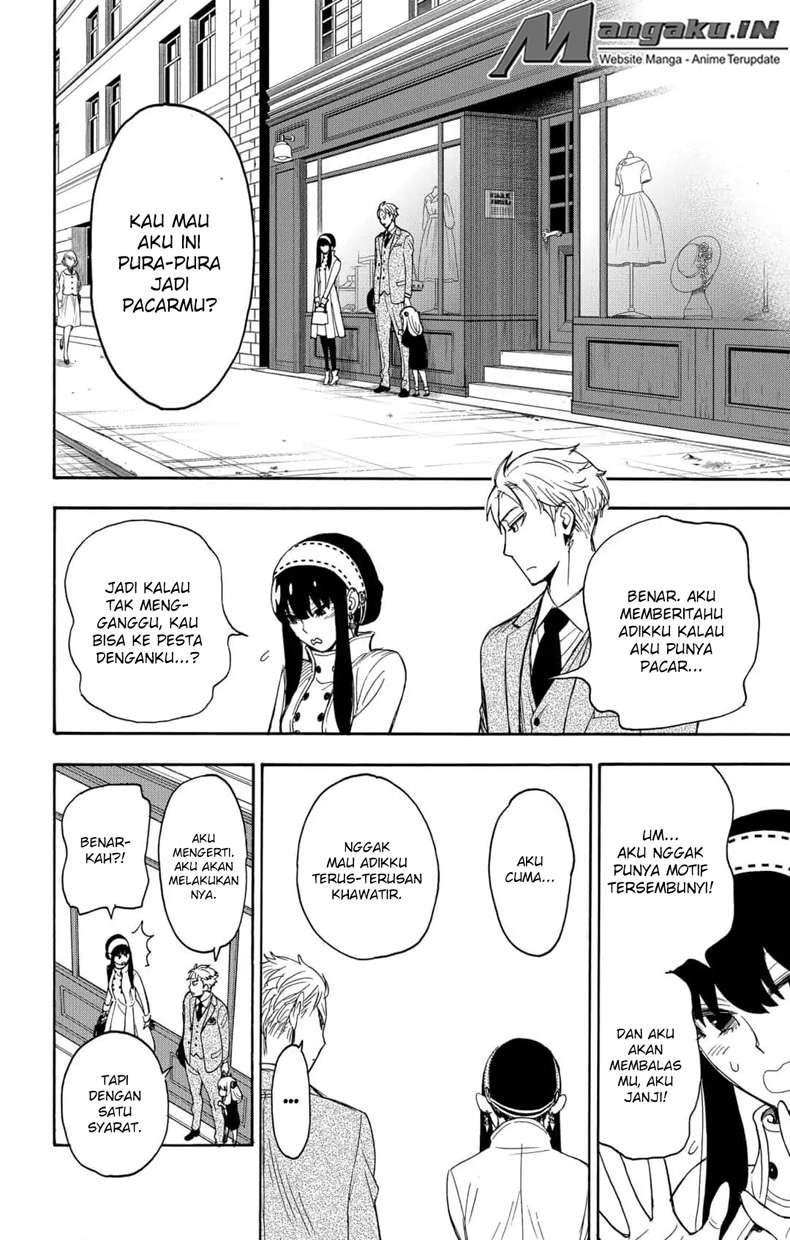 Mangaku.IN
Website Manga - Anime Terupdate
KAU MAU
AKU INI
PURA-PURA
JADI
PACARMU?
BENAR. AKU
MEMBERITAHU
ADIKKU KALAU
AKU PUNYA
PACAR...
JADI KALAU
TAK MENG-
GANGGU, KAU
BISA KE PESTA
DENGANKU...?
UM...
AKU NGGAK
PUNYA MOTIF
TERSEMBUNYI!
DAN AKU
AKAN
MEMBALAS
MU, AKU
JANJI!
AKU
CUMA...
NGGAK
MAU ADIKKU
TERUS-TERUSAN
KHAWATIR.
...
AKU
MENGERTI.
AKU AKAN
MELAKUKAN
NYA.
BENAR-
KAH?!
TAPI
DENGAN
SATU
SYARAT.